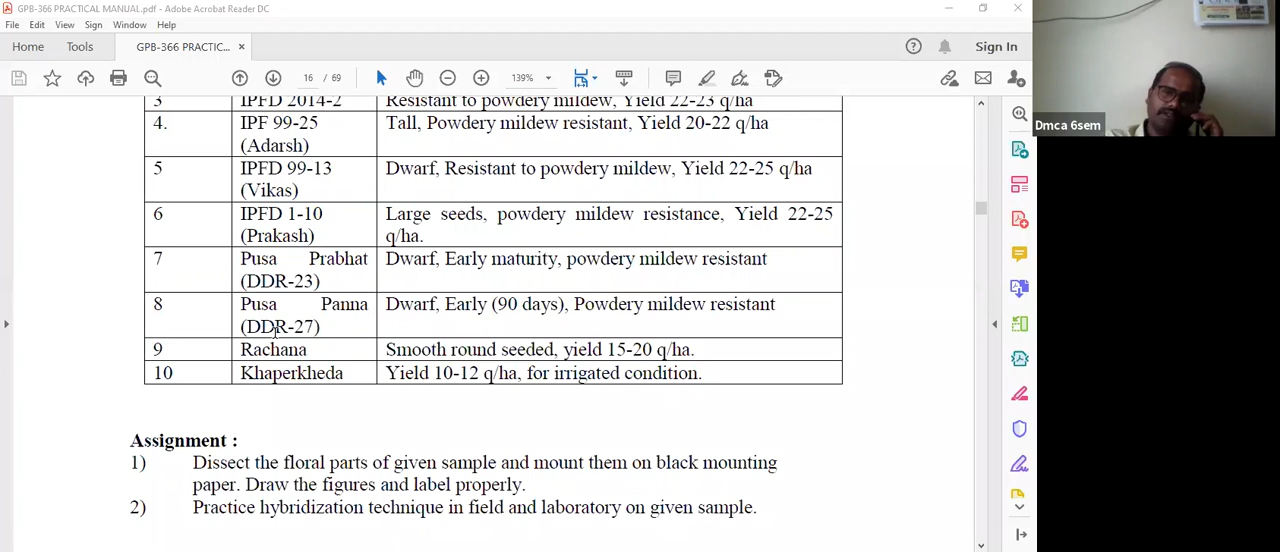 GPB-366 PRACTICAL MANUAL.pdf - Adobe Acrobat Reader DC
File Edit View Sign Window Help
Home Tools GPB-366 PRACTIC... × Sign In
16 / 69 139%
3 IPFD 2014-2 Resistant to powdery mildew, Yield 22-23 q/ha
4. IPF 99-25 Tall, Powdery mildew resistant, Yield 20-22 q/ha
(Adarsh)
5 IPFD 99-13 Dwarf, Resistant to powdery mildew, Yield 22-25 q/ha
(Vikas)
6 IPFD 1-10 Large seeds, powdery mildew resistance, Yield 22-25
(Prakash) q/ha.
7 Pusa Prabhat Dwarf, Early maturity, powdery mildew resistant
(DDR-23)
8 Pusa Panna Dwarf, Early (90 days), Powdery mildew resistant
(DDR-27)
9 Rachana Smooth round seeded, yield 15-20 q/ha.
10 Khaperkheda Yield 10-12 q/ha, for irrigated condition.
Assignment :
1) Dissect the floral parts of given sample and mount them on black mounting
paper. Draw the figures and label properly.
2) Practice hybridization technique in field and laboratory on given sample.
Dmca 6sem